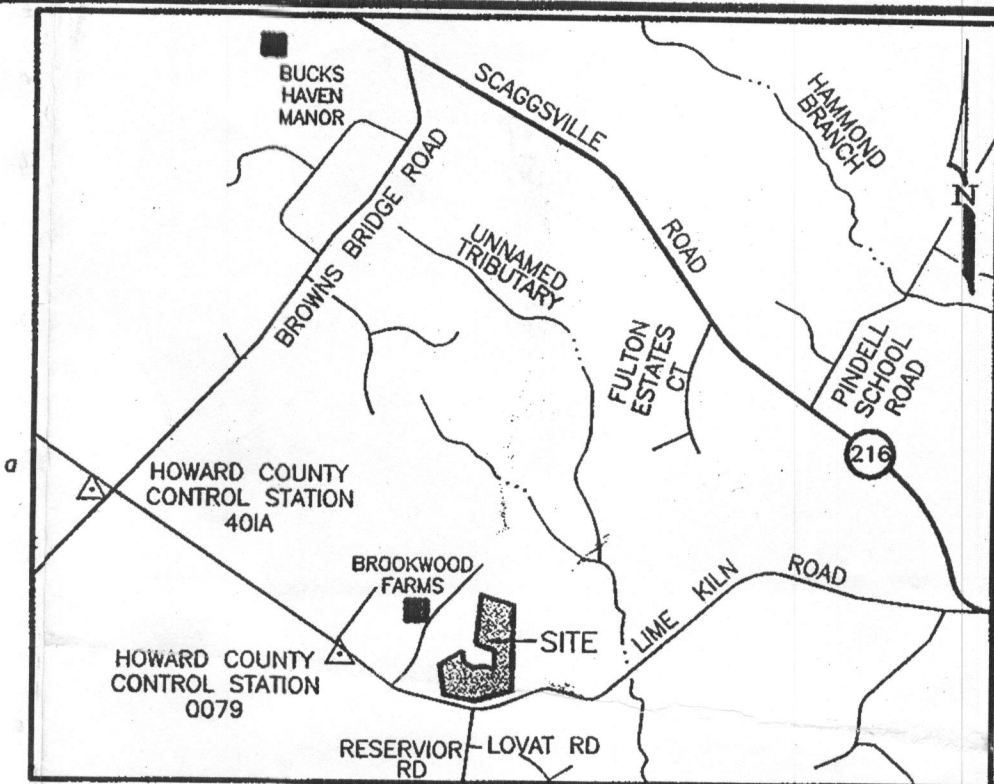 BUCKS
HAVEN
MANOR
SCAGGSVILLE
ROAD
HAMMOND
BRANCH
N
BROWNS BRIDGE ROAD
UNNAMED
TRIBUTARY
FULTON
ESTATES
CT
PINDELL
SCHOOL
ROAD
216
a
HOWARD COUNTY
CONTROL STATION
401A
BROOKWOOD
FARMS
LIME KILN ROAD
SITE
HOWARD COUNTY
CONTROL STATION
0079
RESERVIOR
RD
LOVAT RD